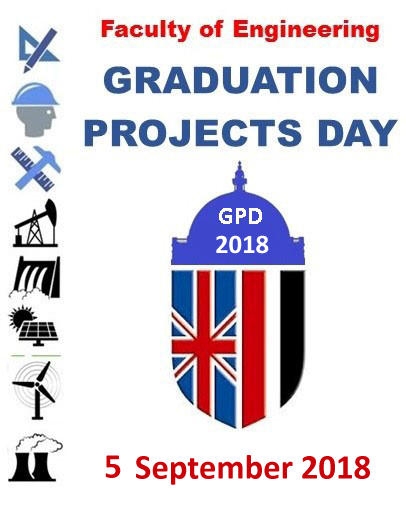 Faculty of Engineering
GRADUATION
PROJECTS DAY
GPD
2018
5 September 2018